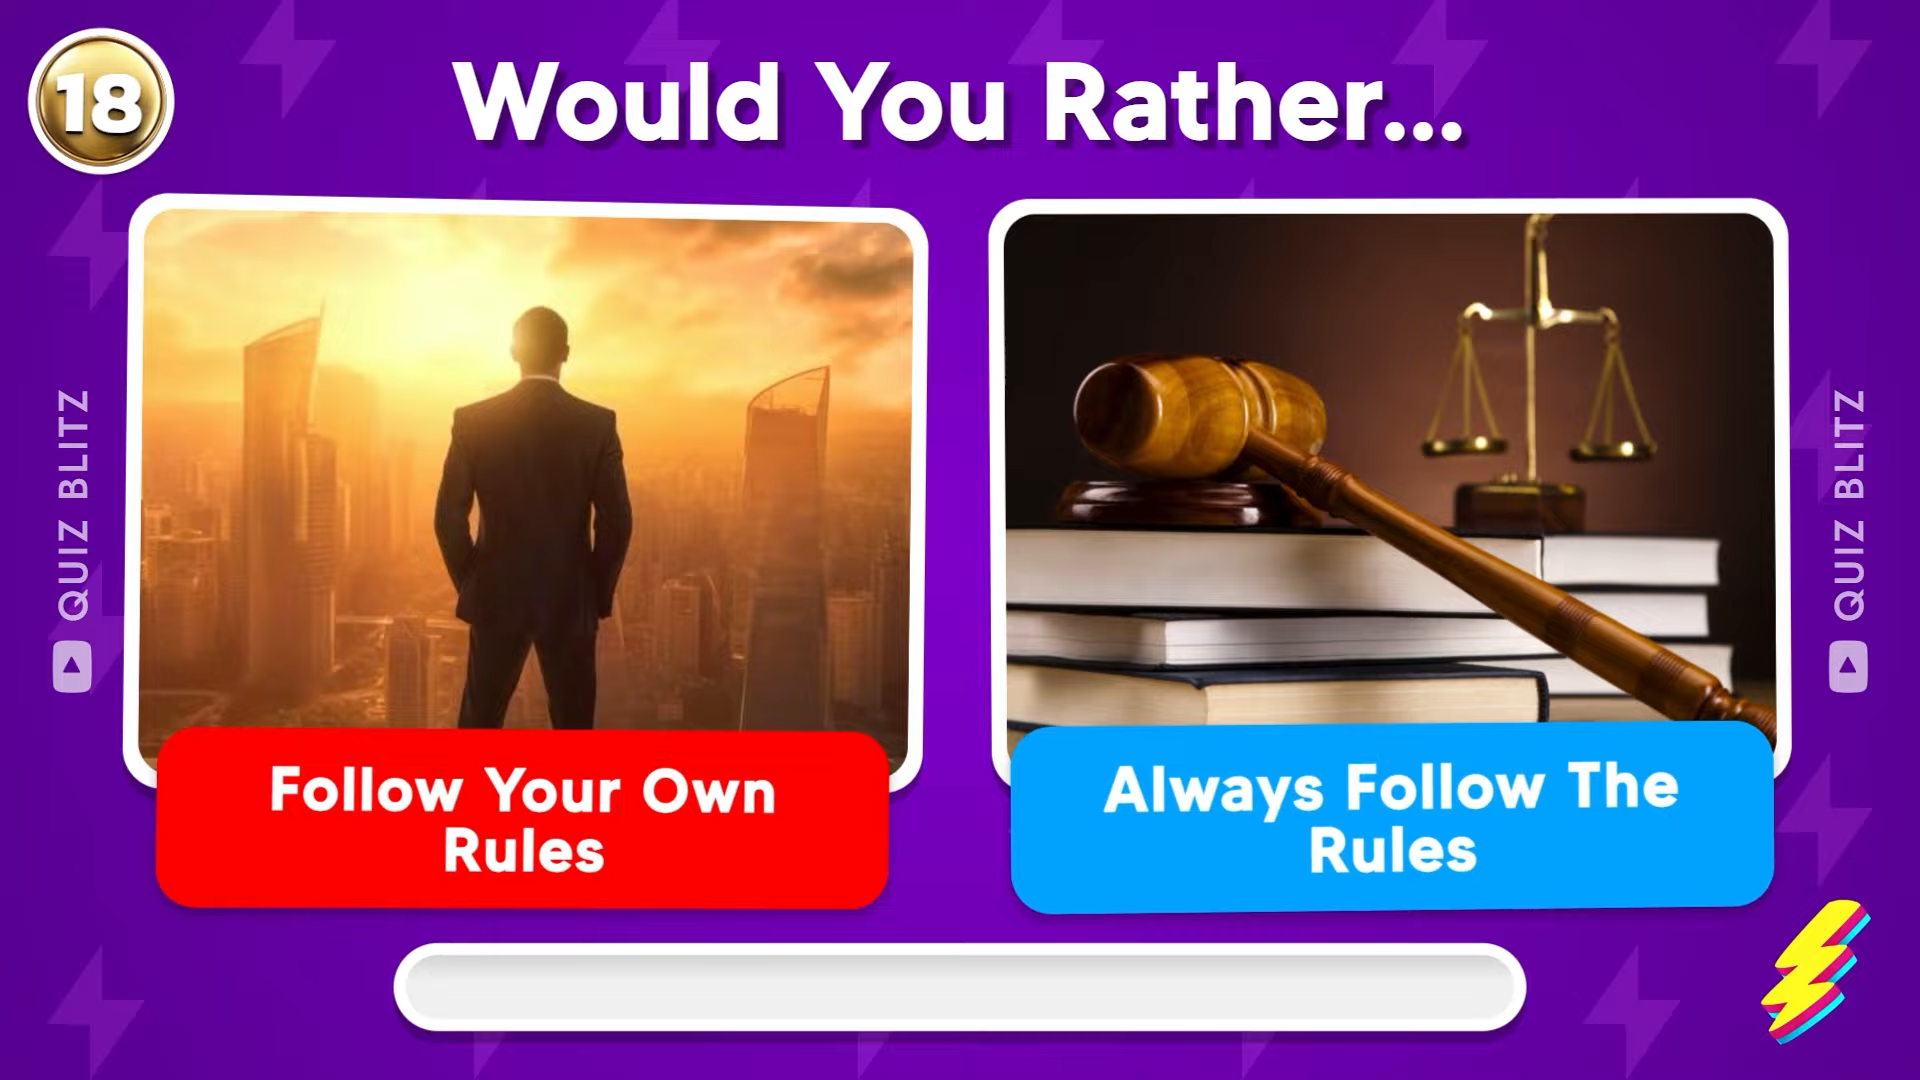 18
Would You Rather...
QUIZ BLITZ
QUIZ BLITZ
Follow Your Own
Rules
Always Follow The
Rules